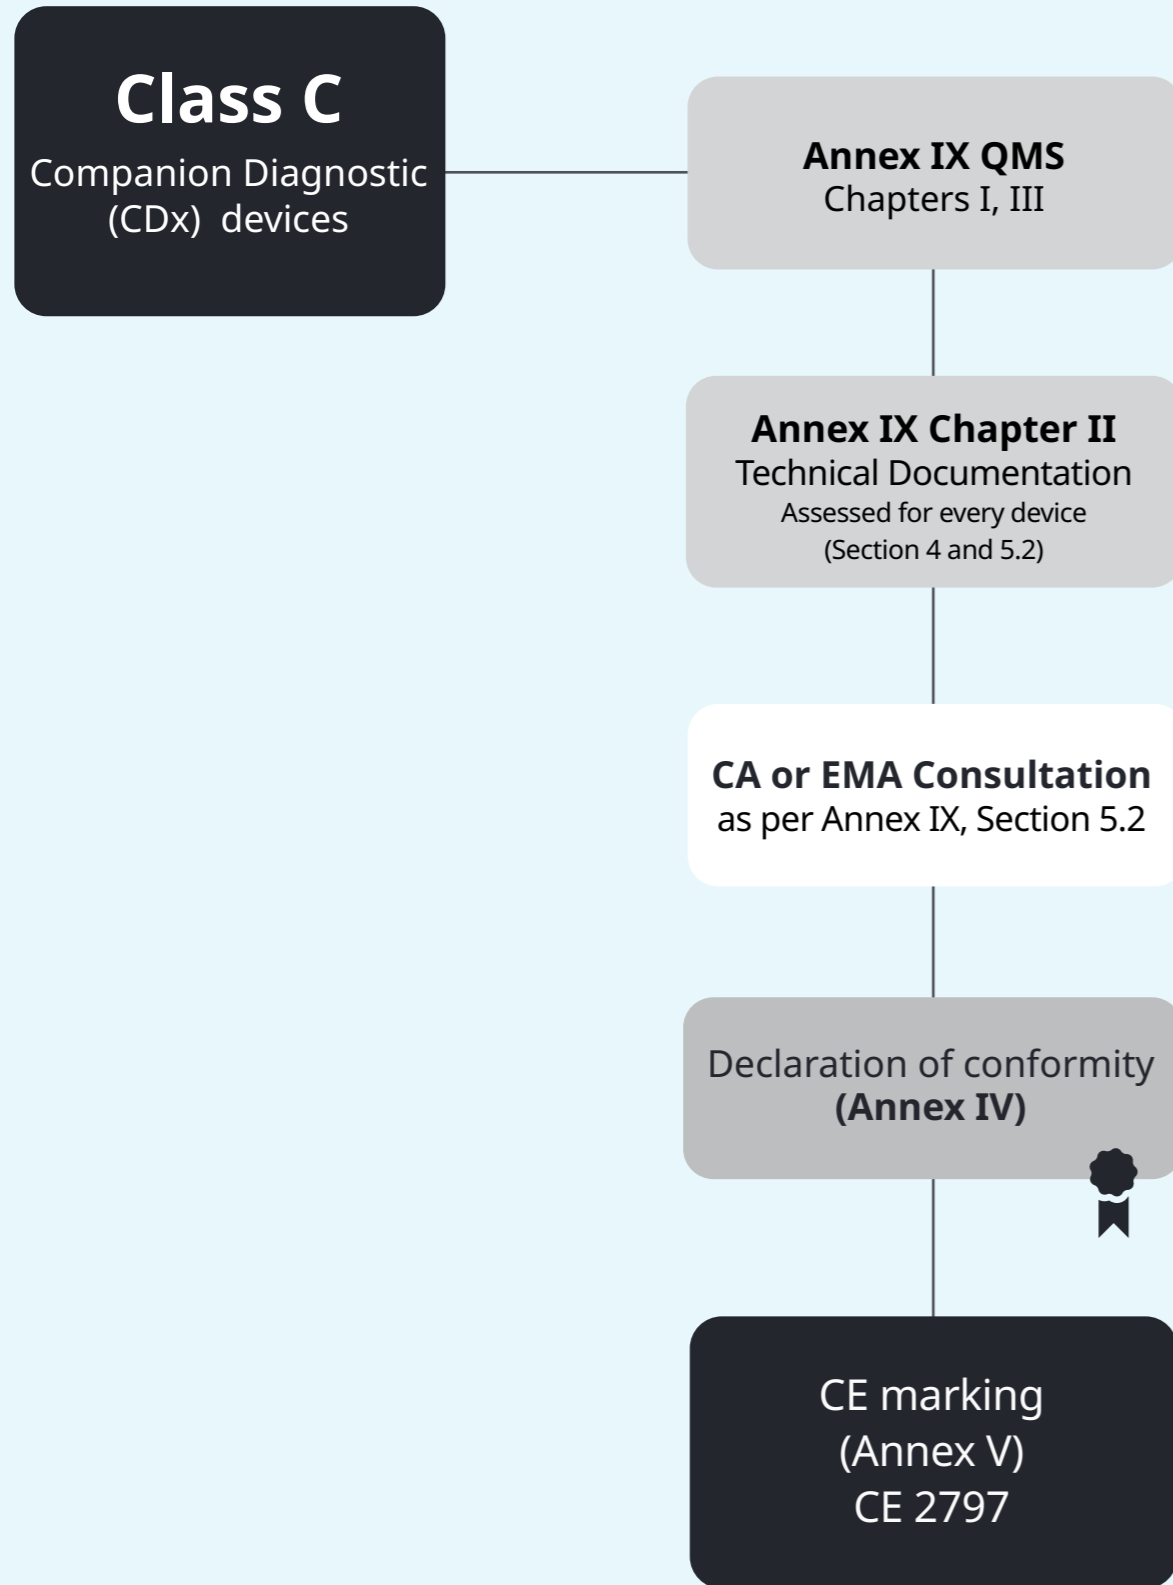 Class C
Companion Diagnostic
(CDx) devices
Annex IX QMS
Chapters I, III
Annex IX Chapter II
Technical Documentation
Assessed for every device
(Section 4 and 5.2)
CA or EMA Consultation
as per Annex IX, Section 5.2
Declaration of conformity
(Annex IV)
CE marking
(Annex V)
CE 2797